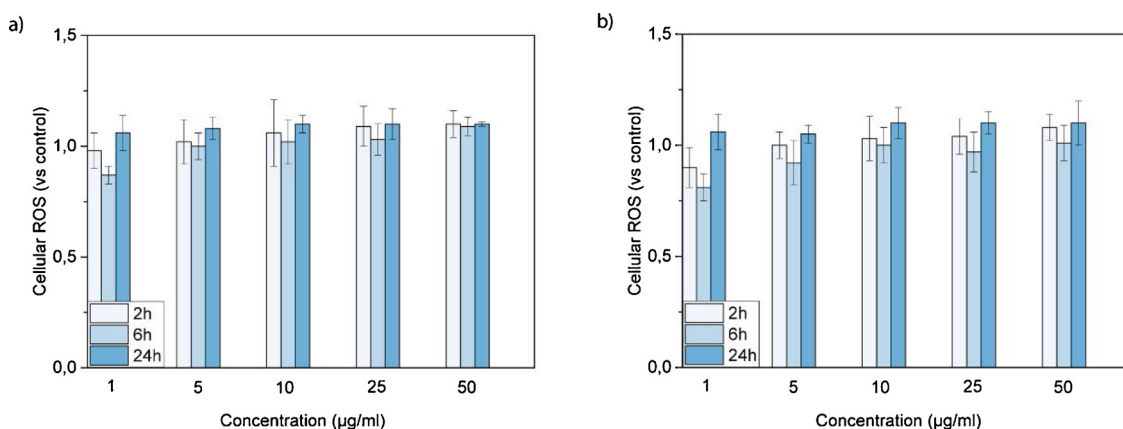 a)
1,5
1,0
0,5
0,0
Cellular ROS (vs control)
2h
6h
24h
1 5 10 25 50
Concentration (µg/ml)
b)
1,5
1,0
0,5
0,0
Cellular ROS (vs control)
2h
6h
24h
1 5 10 25 50
Concentration (µg/ml)